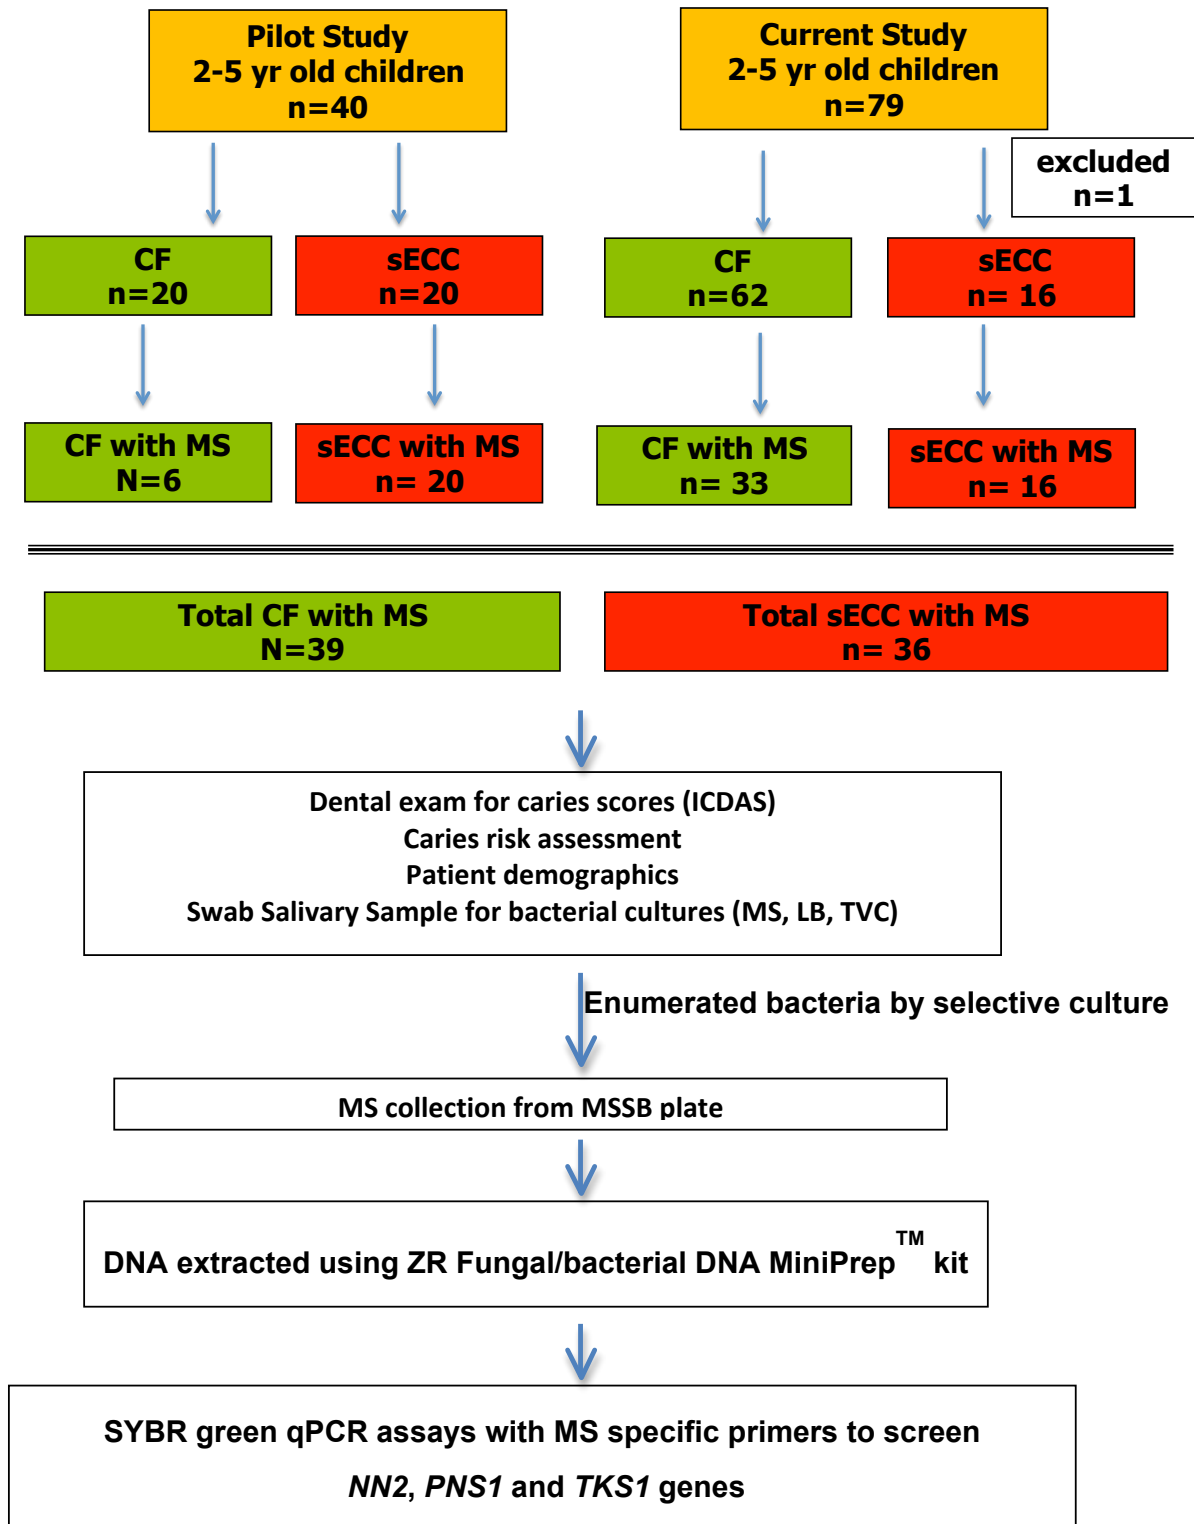 Pilot Study
2-5 yr old children
n=40
Current Study
2-5 yr old children
n=79
excluded
n=1
CF
n=20
sECC
n=20
CF
n=62
sECC
n= 16
CF with MS
N=6
sECC with MS
n= 20
CF with MS
n= 33
sECC with MS
n= 16
Total CF with MS
N=39
Total sECC with MS
n= 36
Dental exam for caries scores (ICDAS)
Caries risk assessment
Patient demographics
Swab Salivary Sample for bacterial cultures (MS, LB, TVC)
Enumerated bacteria by selective culture
MS collection from MSSB plate
DNA extracted using ZR Fungal/bacterial DNA MiniPrep™ kit
SYBR green qPCR assays with MS specific primers to screen
NN2, PNS1 and TKS1 genes